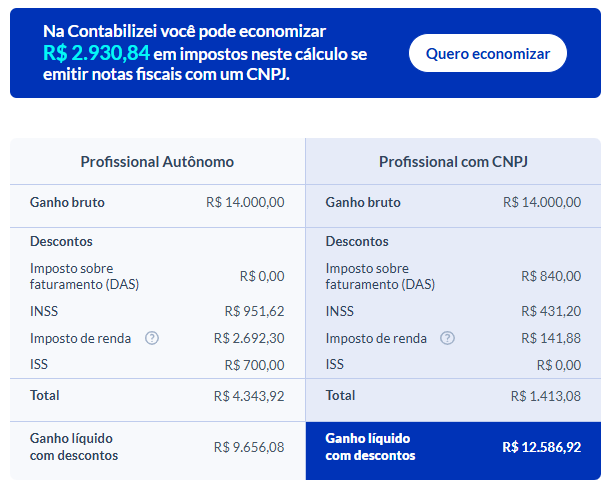 Na Contabilizei você pode economizar
R$ 2.930,84 em impostos neste cálculo se
emitir notas fiscais com um CNPJ.
Quero economizar
Profissional Autônomo
Ganho bruto R$ 14.000,00
Descontos
Imposto sobre
faturamento (DAS) R$ 0,00
INSS R$ 951,62
Imposto de renda ? R$ 2.692,30
ISS R$ 700,00
Total R$ 4.343,92
Ganho líquido
com descontos R$ 9.656,08
Profissional com CNPJ
Ganho bruto R$ 14.000,00
Descontos
Imposto sobre
faturamento (DAS) R$ 840,00
INSS R$ 431,20
Imposto de renda ? R$ 141,88
ISS R$ 0,00
Total R$ 1.413,08
Ganho líquido
com descontos R$ 12.586,92